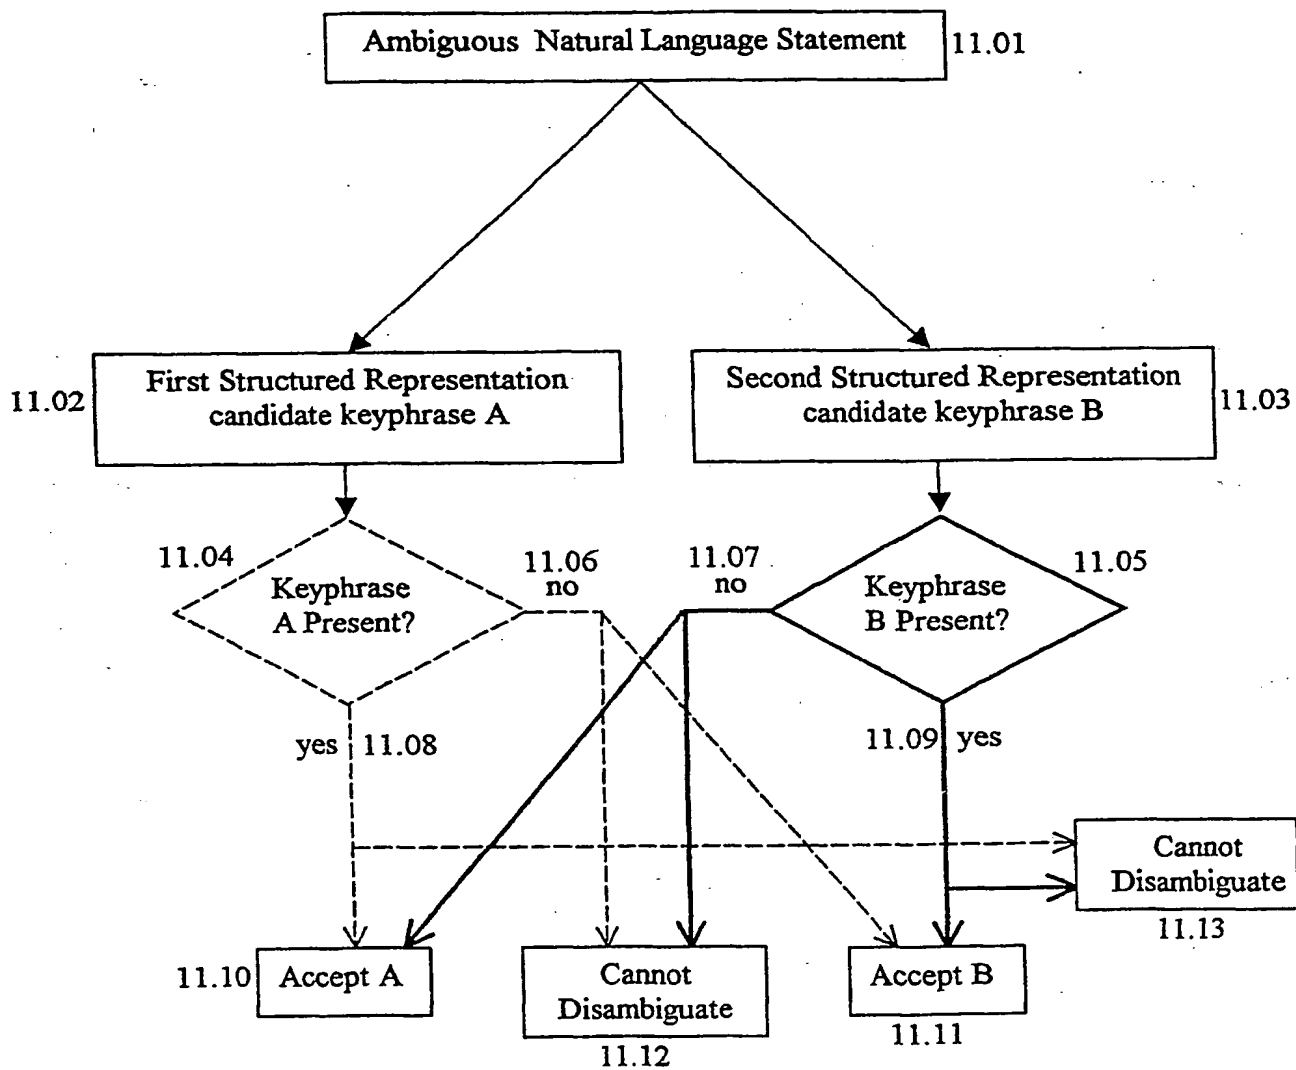 Ambiguous Natural Language Statement
11.01
First Structured Representation
candidate keyphrase A
11.02
Second Structured Representation
candidate keyphrase B
11.03
11.04
Keyphrase
A Present?
11.06
no
11.07
no
Keyphrase
B Present?
11.05
yes
11.08
11.09
yes
Cannot
Disambiguate
11.13
11.10
Accept A
Cannot
Disambiguate
11.12
Accept B
11.11